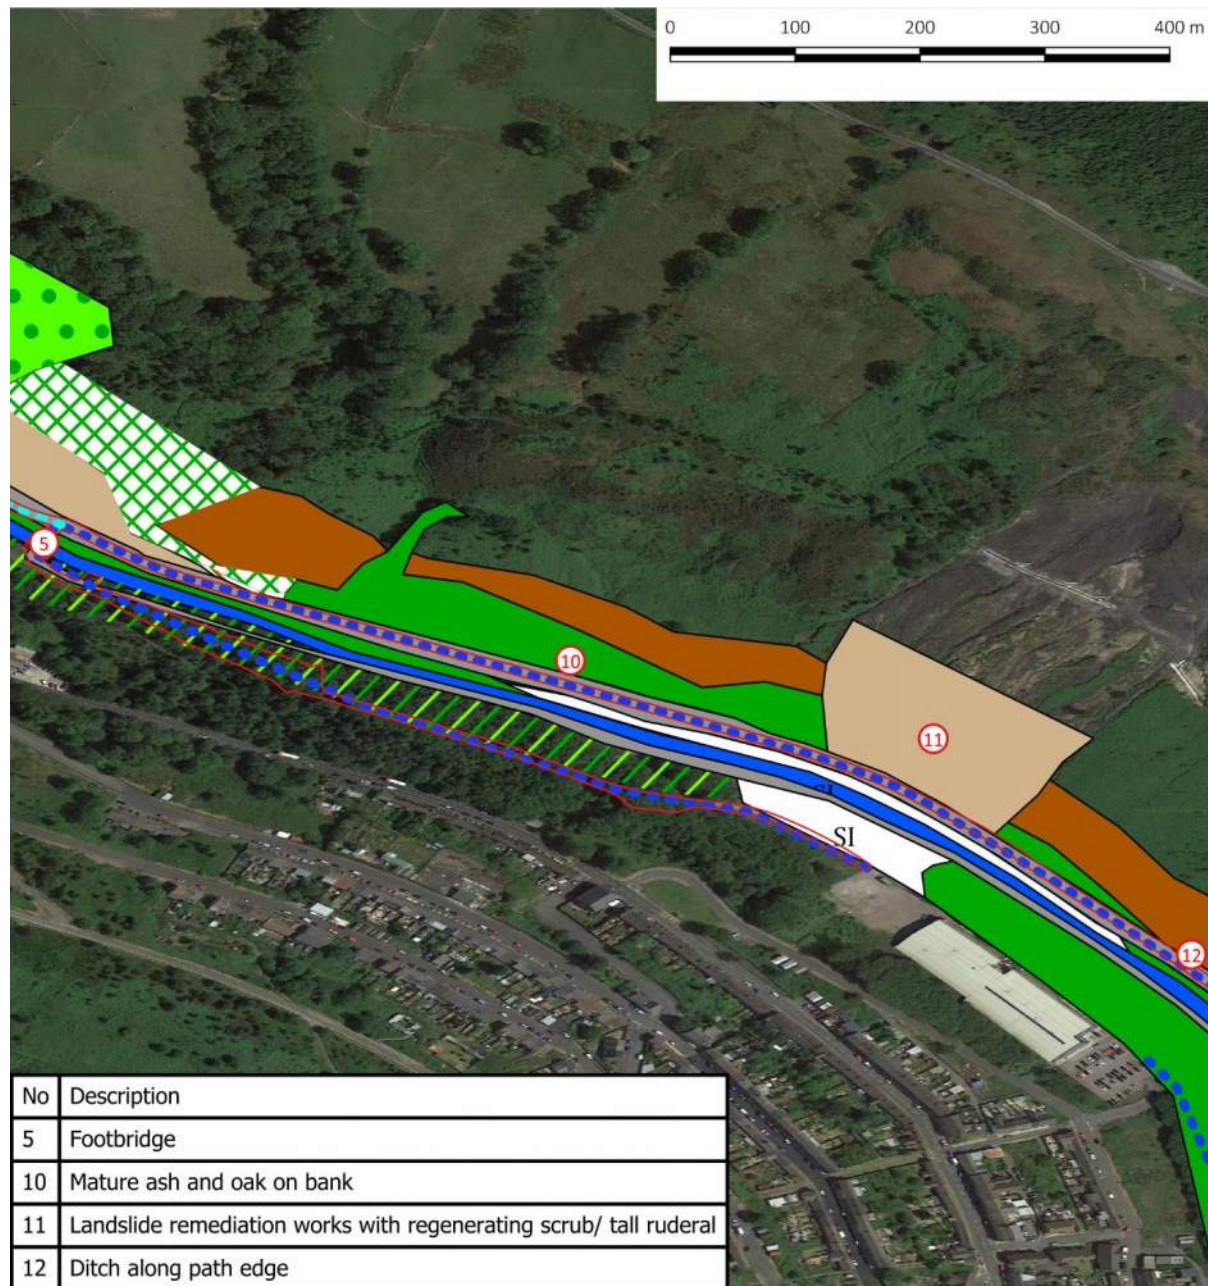 0 100 200 300 400 m
5
10
11
SI
12
No Description
5 Footbridge
10 Mature ash and oak on bank
11 Landslide remediation works with regenerating scrub/ tall ruderal
12 Ditch along path edge